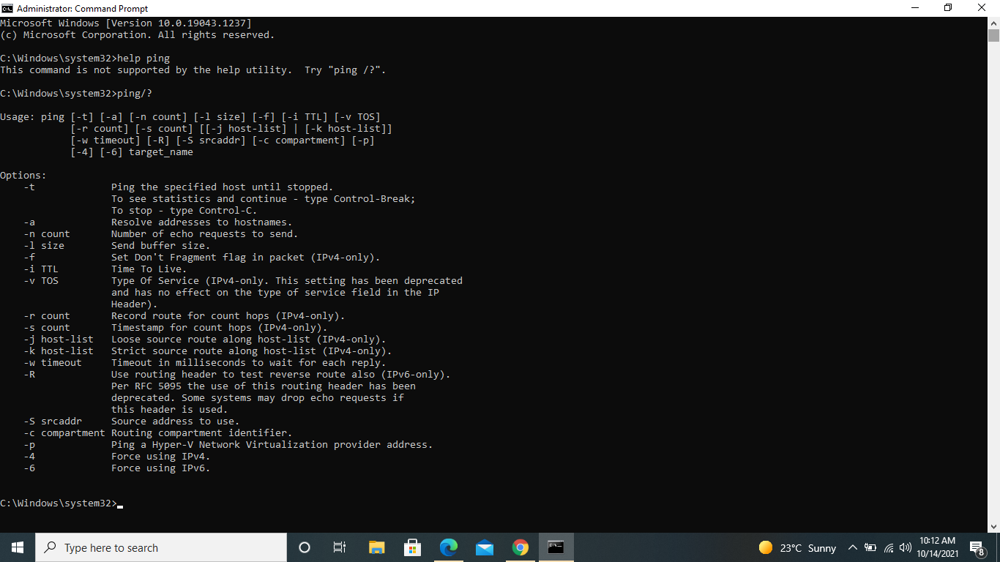 Administrator: Command Prompt
Microsoft Windows [Version 10.0.19043.1237]
(c) Microsoft Corporation. All rights reserved.
C:\Windows\system32>help ping
This command is not supported by the help utility.  Try "ping /?".
C:\Windows\system32>ping/?
Usage: ping [-t] [-a] [-n count] [-l size] [-f] [-i TTL] [-v TOS]
            [-r count] [-s count] [[-j host-list] | [-k host-list]]
            [-w timeout] [-R] [-S srcaddr] [-c compartment] [-p]
            [-4] [-6] target_name
Options:
    -t             Ping the specified host until stopped.
                   To see statistics and continue - type Control-Break;
                   To stop - type Control-C.
    -a             Resolve addresses to hostnames.
    -n count       Number of echo requests to send.
    -l size        Send buffer size.
    -f             Set Don't Fragment flag in packet (IPv4-only).
    -i TTL         Time To Live.
    -v TOS         Type Of Service (IPv4-only. This setting has been deprecated
                   and has no effect on the type of service field in the IP
                   Header).
    -r count       Record route for count hops (IPv4-only).
    -s count       Timestamp for count hops (IPv4-only).
    -j host-list   Loose source route along host-list (IPv4-only).
    -k host-list   Strict source route along host-list (IPv4-only).
    -w timeout     Timeout in milliseconds to wait for each reply.
    -R             Use routing header to test reverse route also (IPv6-only).
                   Per RFC 5095 the use of this routing header has been
                   deprecated. Some systems may drop echo requests if
                   this header is used.
    -S srcaddr     Source address to use.
    -c compartment Routing compartment identifier.
    -p             Ping a Hyper-V Network Virtualization provider address.
    -4             Force using IPv4.
    -6             Force using IPv6.
C:\Windows\system32>
Type here to search
23°C Sunny
10:12 AM
10/14/2021
8